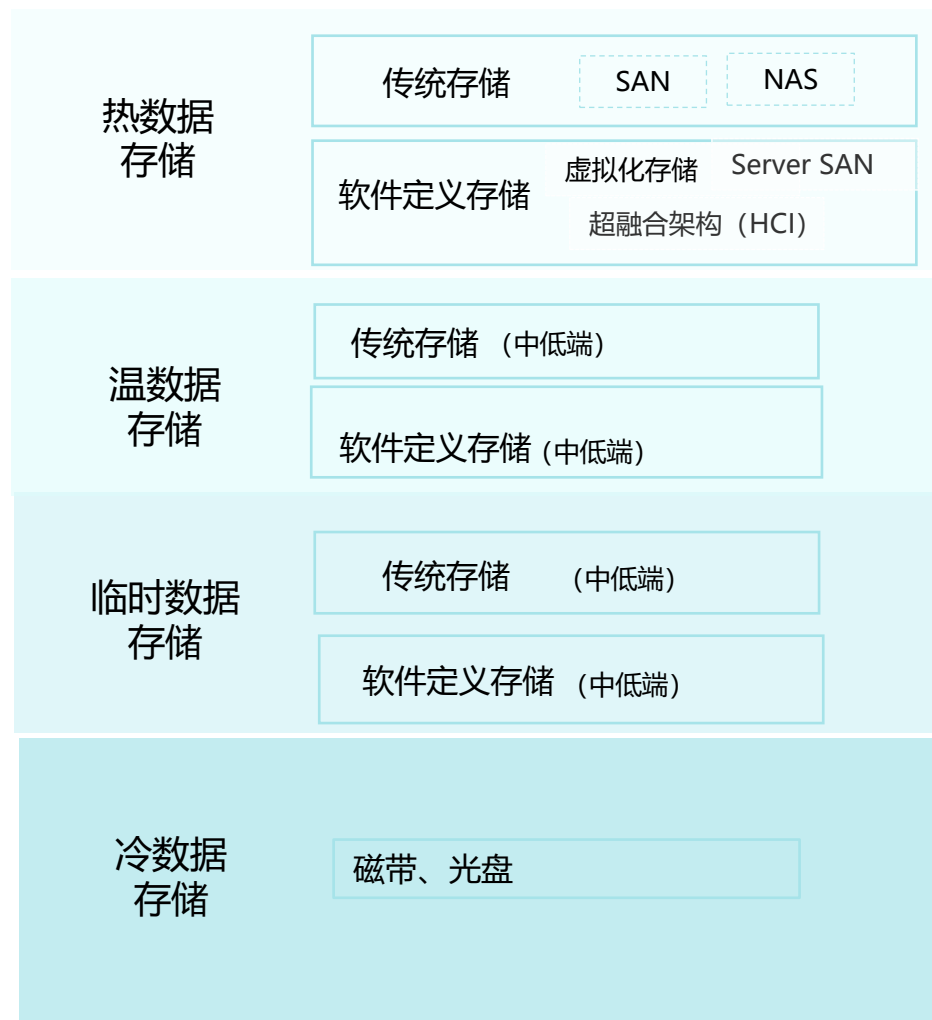 热数据
存储
传统存储 SAN NAS
软件定义存储 虚拟化存储 Server SAN
超融合架构（HCI）
温数据
存储
传统存储 （中低端）
软件定义存储（中低端）
临时数据
存储
传统存储 （中低端）
软件定义存储 （中低端）
冷数据
存储
磁带、光盘